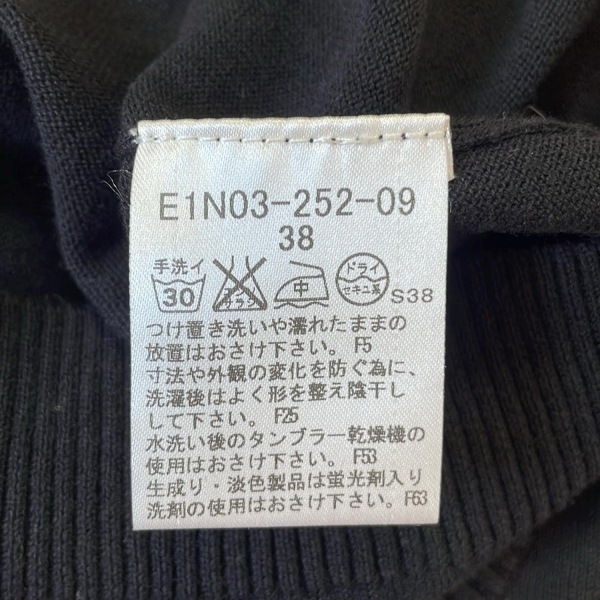 E1N03-252-09
38
手洗イ
30
エンソ
サラシ
中
ドライ
セキユ系
S38
つけ置き洗いや濡れたままの
放置はおさけ下さい。F5
寸法や外観の変化を防ぐ為に、
洗濯後はよく形を整え陰干し
して下さい。F25
水洗い後のタンブラー乾燥機の
使用はおさけ下さい。F53
生成り・淡色製品は蛍光剤入り
洗剤の使用はおさけ下さい。F63